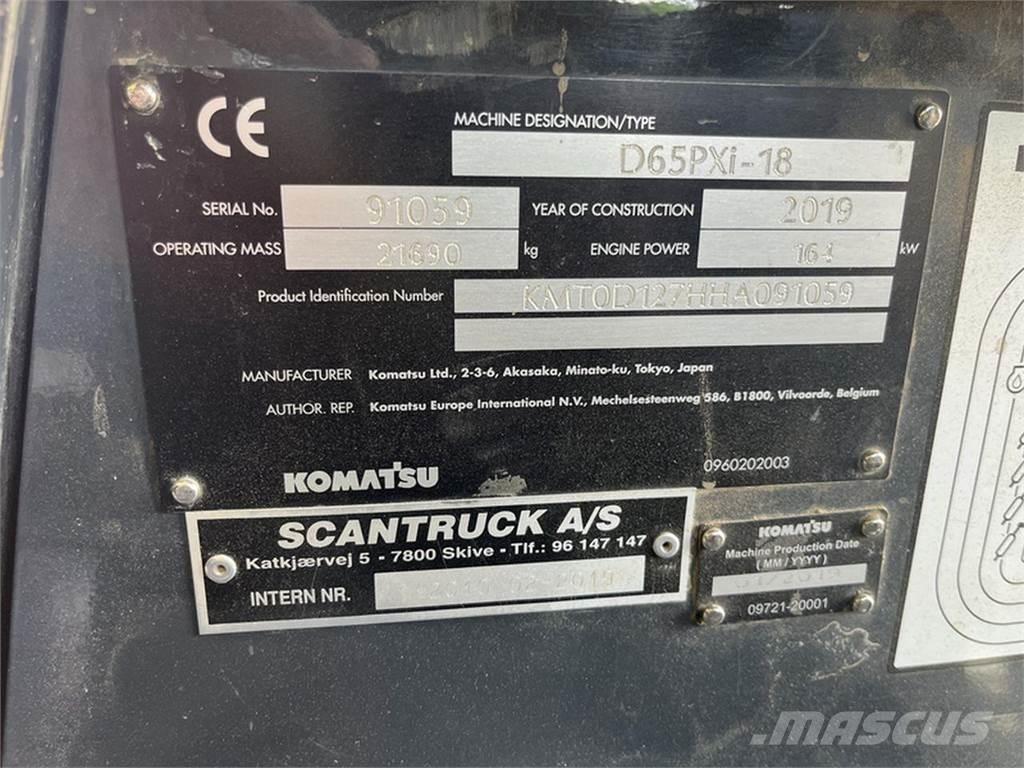 CE
MACHINE DESIGNATION/TYPE
D65PXi-18
SERIAL No. 91059 YEAR OF CONSTRUCTION 2019
OPERATING MASS 21690 kg ENGINE POWER 164 kW
Product Identification Number KMT0D127HHA091059
MANUFACTURER Komatsu Ltd., 2-3-6, Akasaka, Minato-ku, Tokyo, Japan
AUTHOR. REP. Komatsu Europe International N.V., Mechelsesteenweg 586, B1800, Vilvoorde, Belgium
KOMATSU
0960202003
SCANTRUCK A/S
Katkjærvej 5 - 7800 Skive - Tlf.: 96 147 147
INTERN NR.
KOMATSU
Machine Production Date
(MM/YYYY)
09721-20001
MASCUS